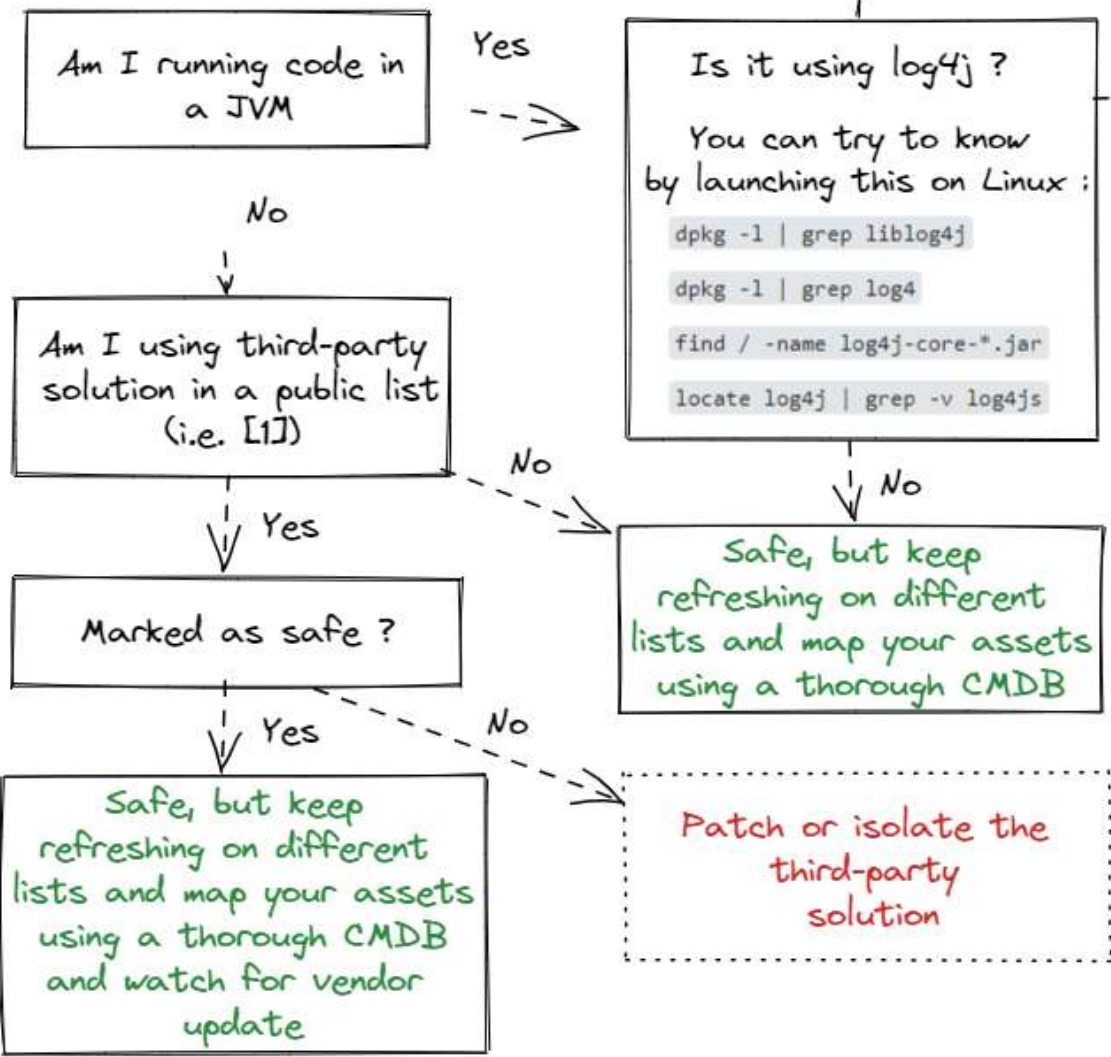 Am I running code in
a JVM
Yes
Is it using log4j ?
You can try to know
by launching this on Linux :
dpkg -l | grep liblog4j
dpkg -l | grep log4
find / -name log4j-core-*.jar
locate log4j | grep -v log4js
No
Am I using third-party
solution in a public list
(i.e. [1])
No
No
Yes
Safe, but keep
refreshing on different
lists and map your assets
using a thorough CMDB
Marked as safe ?
Yes
No
Safe, but keep
refreshing on different
lists and map your assets
using a thorough CMDB
and watch for vendor
update
Patch or isolate the
third-party
solution